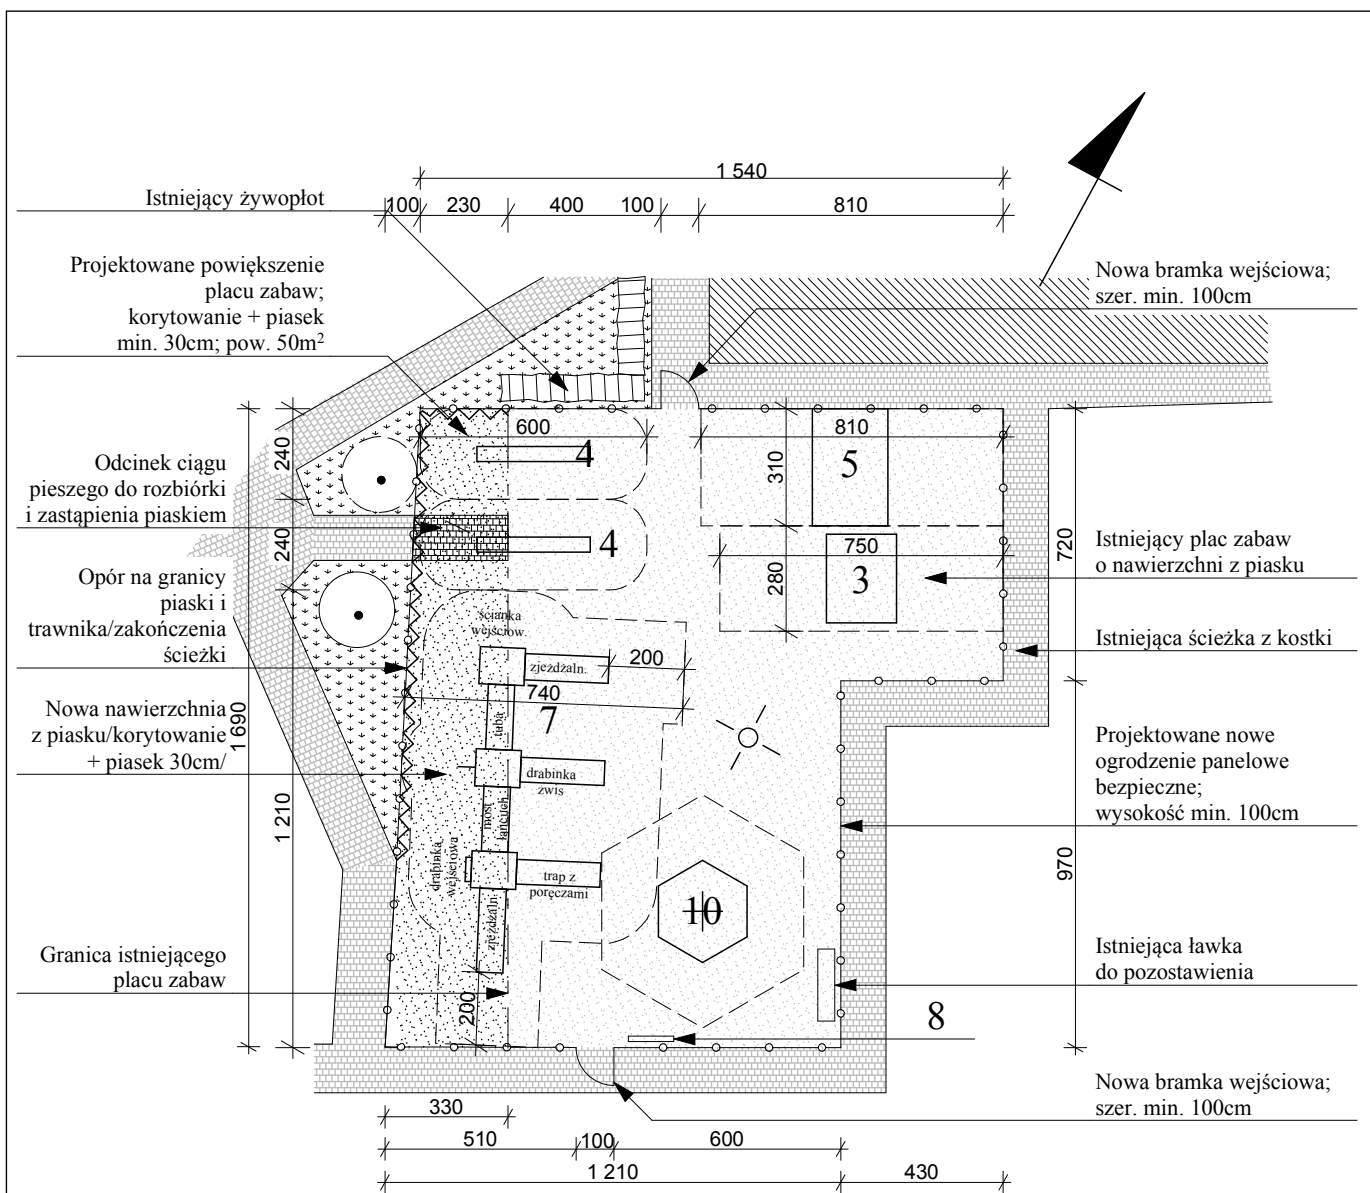 1 540
100
230
400
100
810
Istniejący żywopłot
Projektowane powiększenie
placu zabaw;
korytowanie + piasek
min. 30cm; pow. 50m²
Nowa bramka wejściowa;
szer. min. 100cm
240
600
4
810
5
310
Odcinek ciągu
pieszego do rozbiórki
i zastąpienia piaskiem
240
4
750
3
280
720
Istniejący plac zabaw
o nawierzchni z piasku
Opór na granicy
piaski i
trawnika/zakończenia
ścieżki
ścianka
wejściow.
zjeżdżaln.
200
Istniejąca ścieżka z kostki
740
7
tuba
Nowa nawierzchnia
z piasku/korytowanie
+ piasek 30cm/
1 690
drabinka
zwis
Projektowane nowe
ogrodzenie panelowe
bezpieczne;
wysokość min. 100cm
1 210
most
łańcuch
drabinka
wejściowa
trap z
poręczami
970
10
zjeżdżaln.
Granica istniejącego
placu zabaw
200
Istniejąca ławka
do pozostawienia
8
Nowa bramka wejściowa;
szer. min. 100cm
330
510
100
600
1 210
430